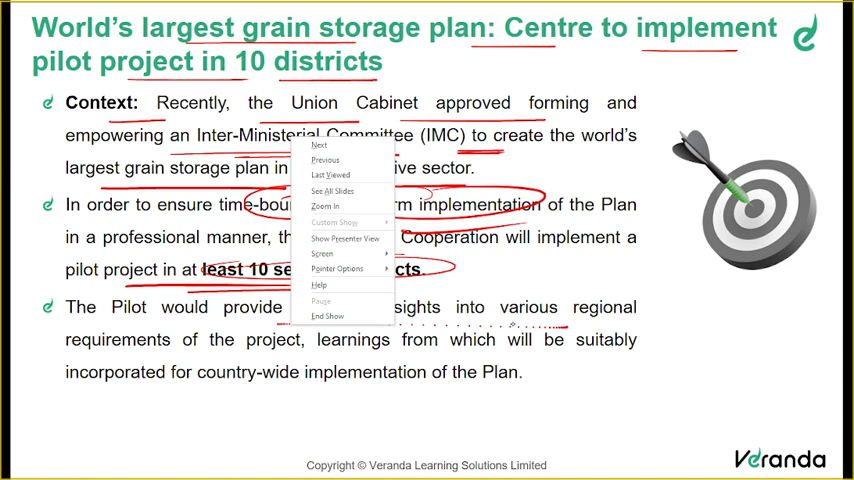 World's largest grain storage plan: Centre to implement
pilot project in 10 districts
Context: Recently, the Union Cabinet approved forming and
empowering an Inter-Ministerial Committee (IMC) to create the world's
largest grain storage plan in ive sector.
In order to ensure time-bou rm implementation of the Plan
in a professional manner, th Cooperation will implement a
pilot project in at least 10 se cts.
The Pilot would provide sights into various regional
requirements of the project, learnings from which will be suitably
incorporated for country-wide implementation of the Plan.
Next
Previous
Last Viewed
See All Slides
Zoom In
Custom Show
Show Presenter View
Screen
Pointer Options
Help
Pause
End Show
Copyright © Veranda Learning Solutions Limited
Veranda